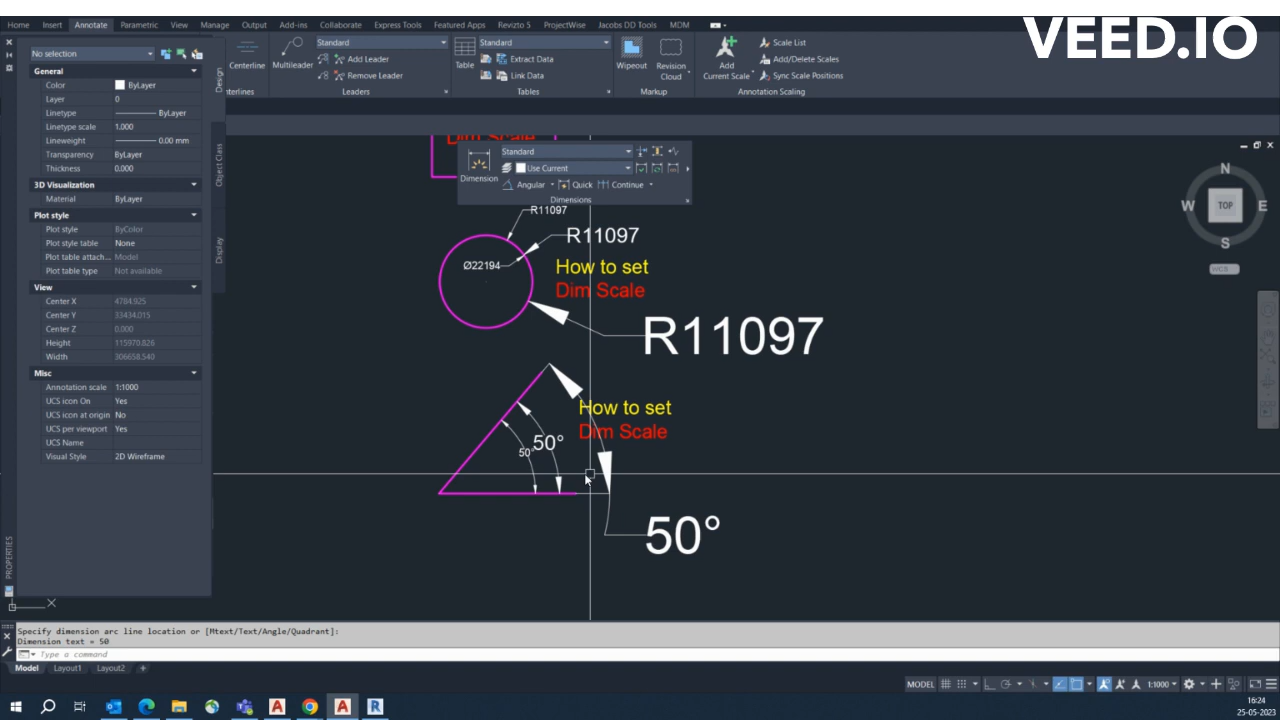 VEED.IO
Home Insert Annotate Parametric View Manage Output Add-ins Collaborate Express Tools Featured Apps Revizto 5 ProjectWise Jacobs DD Tools MDM
No selection
General
Color ByLayer
Layer 0
Linetype ByLayer
Linetype scale 1.000
Lineweight 0.00 mm
Transparency ByLayer
Thickness 0.000
3D Visualization
Material ByLayer
Plot style
Plot style ByColor
Plot style table None
Plot table attach... Model
Plot table type Not available
View
Center X 4784.925
Center Y 33434.015
Center Z 0.000
Height 115970.826
Width 306658.540
Misc
Annotation scale 1:1000
UCS icon On Yes
UCS icon at origin No
UCS per viewport Yes
UCS Name
Visual Style 2D Wireframe
PROPERTIES
Design
Object Class
Display
Centerline
nterlines
Multileader
Standard
Add Leader
Remove Leader
Leaders
Table
Standard
Extract Data
Link Data
Tables
Wipeout
Revision
Cloud
Markup
Add
Current Scale
Scale List
Add/Delete Scales
Sync Scale Positions
Annotation Scaling
Dim Scale
Dimension
Standard
Use Current
Angular Quick Continue
Dimensions
N
W TOP E
S
WCS
R11097
R11097
Ø22194
How to set
Dim Scale
R11097
How to set
Dim Scale
50°
50°
50°
X
Specify dimension arc line location or [Mtext/Text/Angle/Quadrant]:
Dimension text = 50
Type a command
Model Layout1 Layout2 +
MODEL 1:1000
16:24
25-05-2023